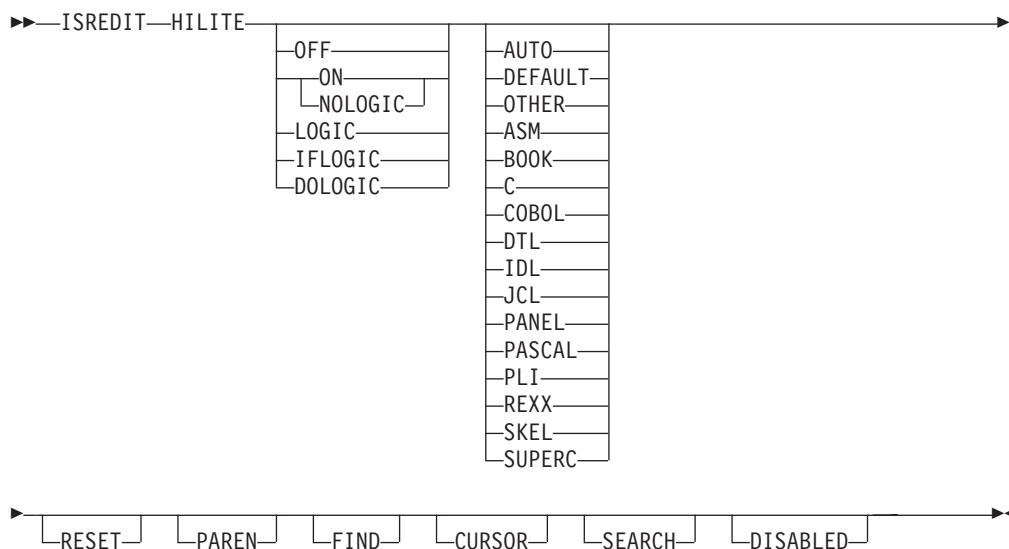 ISREDIT HILITE
OFF
ON
NOLOGIC
LOGIC
IFLOGIC
DOLOGIC
AUTO
DEFAULT
OTHER
ASM
BOOK
C
COBOL
DTL
IDL
JCL
PANEL
PASCAL
PLI
REXX
SKEL
SUPERC
RESET PAREN FIND CURSOR SEARCH DISABLED